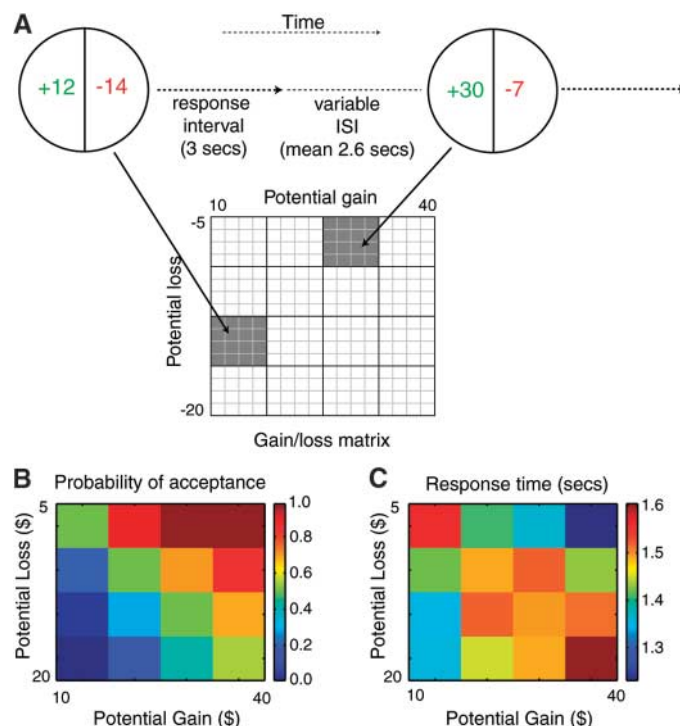 A
Time
+12 -14
response
interval
(3 secs)
variable
ISI
(mean 2.6 secs)
+30 -7
Potential gain
10 40
-5
Potential loss
-20
Gain/loss matrix
B
Probability of acceptance
5
Potential Loss ($)
20
10 40
Potential Gain ($)
1.0
0.8
0.6
0.4
0.2
0.0
C
Response time (secs)
5
Potential Loss ($)
20
10 40
Potential Gain ($)
1.6
1.5
1.4
1.3